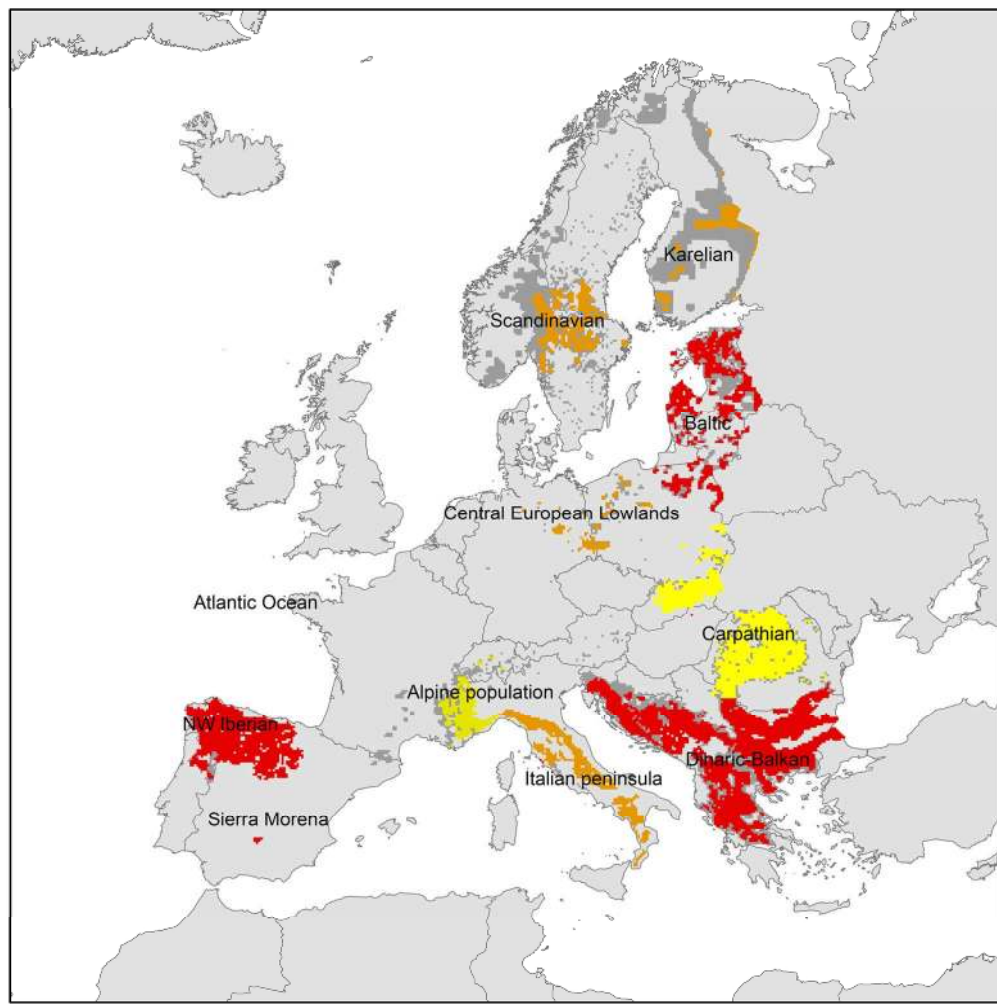 Karelian
Scandinavian
Baltic
Central European Lowlands
Atlantic Ocean
Carpathian
Alpine population
NW Iberian
Dinaric-Balkan
Italian peninsula
Sierra Morena